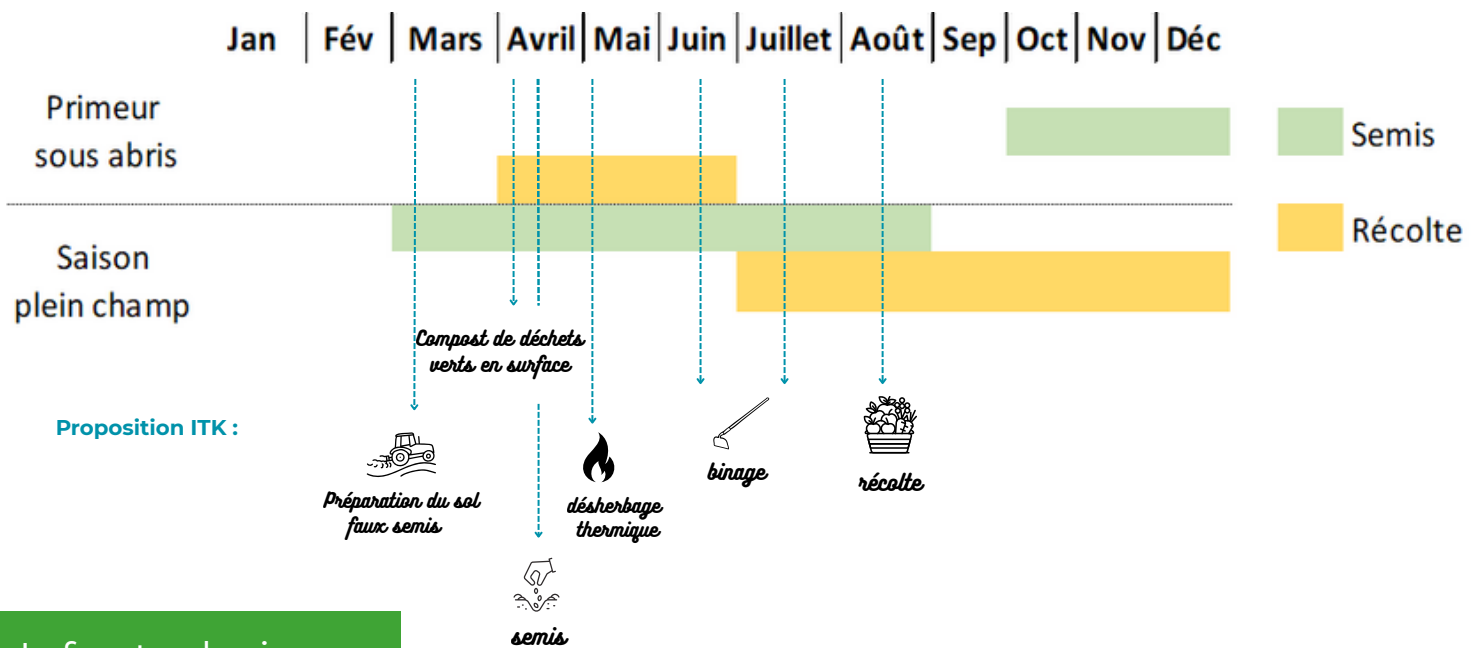 Jan Fév Mars Avril Mai Juin Juillet Août Sep Oct Nov Déc
Primeur
sous abris
Semis
Récolte
Saison
plein champ
Compost de déchets
verts en surface
Proposition ITK :
Préparation du sol
faux semis
désherbage
thermique
binage
récolte
semis